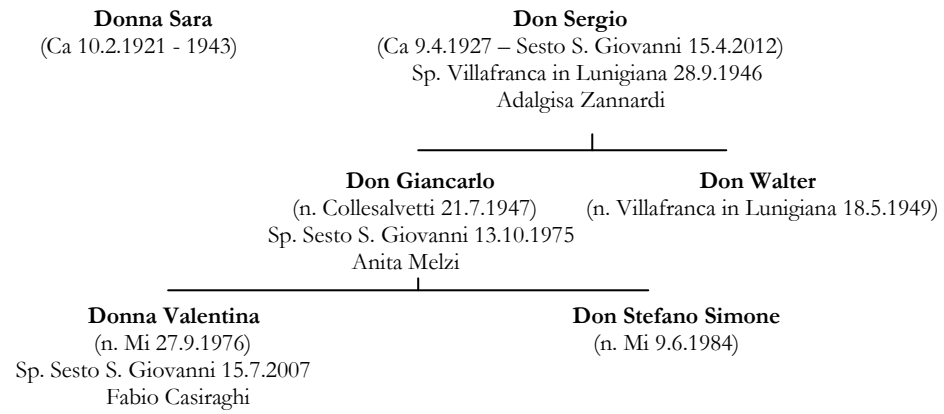 Donna Sara
(Ca 10.2.1921 - 1943)
Don Sergio
(Ca 9.4.1927 – Sesto S. Giovanni 15.4.2012)
Sp. Villafranca in Lunigiana 28.9.1946
Adalgisa Zannardi
Don Giancarlo
(n. Collesalvetti 21.7.1947)
Sp. Sesto S. Giovanni 13.10.1975
Anita Melzi
Don Walter
(n. Villafranca in Lunigiana 18.5.1949)
Donna Valentina
(n. Mi 27.9.1976)
Sp. Sesto S. Giovanni 15.7.2007
Fabio Casiraghi
Don Stefano Simone
(n. Mi 9.6.1984)